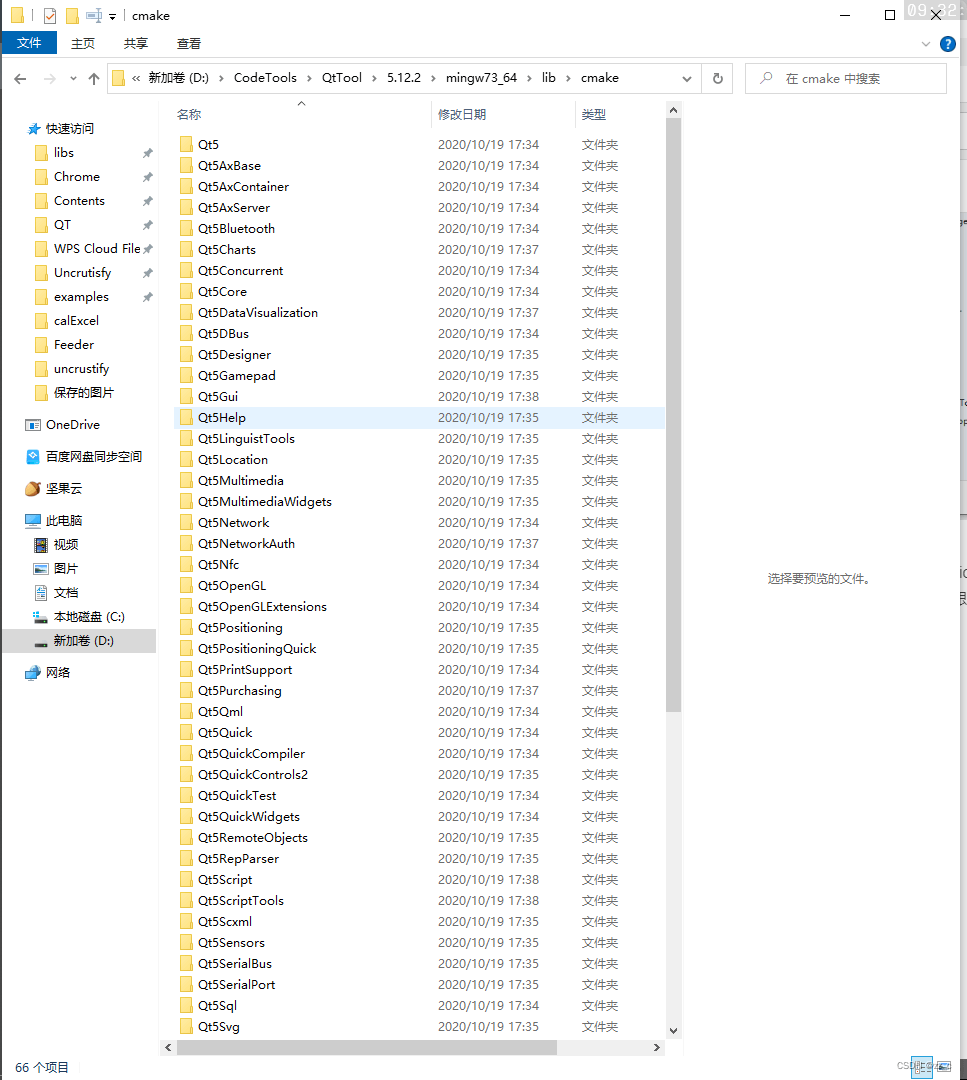 cmake
09:32:
文件 主页 共享 查看
« 新加卷 (D:) › CodeTools › QtTool › 5.12.2 › mingw73_64 › lib › cmake
在 cmake 中搜索
快速访问
libs
Chrome
Contents
QT
WPS Cloud File
Uncrutisfy
examples
calExcel
Feeder
uncrustify
保存的图片
OneDrive
百度网盘同步空间
坚果云
此电脑
视频
图片
文档
本地磁盘 (C:)
新加卷 (D:)
网络
名称 修改日期 类型
Qt5 2020/10/19 17:34 文件夹
Qt5AxBase 2020/10/19 17:34 文件夹
Qt5AxContainer 2020/10/19 17:34 文件夹
Qt5AxServer 2020/10/19 17:34 文件夹
Qt5Bluetooth 2020/10/19 17:34 文件夹
Qt5Charts 2020/10/19 17:37 文件夹
Qt5Concurrent 2020/10/19 17:34 文件夹
Qt5Core 2020/10/19 17:34 文件夹
Qt5DataVisualization 2020/10/19 17:37 文件夹
Qt5DBus 2020/10/19 17:34 文件夹
Qt5Designer 2020/10/19 17:35 文件夹
Qt5Gamepad 2020/10/19 17:35 文件夹
Qt5Gui 2020/10/19 17:38 文件夹
Qt5Help 2020/10/19 17:35 文件夹
Qt5LinguistTools 2020/10/19 17:35 文件夹
Qt5Location 2020/10/19 17:35 文件夹
Qt5Multimedia 2020/10/19 17:35 文件夹
Qt5MultimediaWidgets 2020/10/19 17:35 文件夹
Qt5Network 2020/10/19 17:34 文件夹
Qt5NetworkAuth 2020/10/19 17:37 文件夹
Qt5Nfc 2020/10/19 17:34 文件夹
Qt5OpenGL 2020/10/19 17:34 文件夹
Qt5OpenGLExtensions 2020/10/19 17:34 文件夹
Qt5Positioning 2020/10/19 17:35 文件夹
Qt5PositioningQuick 2020/10/19 17:35 文件夹
Qt5PrintSupport 2020/10/19 17:34 文件夹
Qt5Purchasing 2020/10/19 17:37 文件夹
Qt5Qml 2020/10/19 17:34 文件夹
Qt5Quick 2020/10/19 17:34 文件夹
Qt5QuickCompiler 2020/10/19 17:34 文件夹
Qt5QuickControls2 2020/10/19 17:35 文件夹
Qt5QuickTest 2020/10/19 17:34 文件夹
Qt5QuickWidgets 2020/10/19 17:34 文件夹
Qt5RemoteObjects 2020/10/19 17:35 文件夹
Qt5RepParser 2020/10/19 17:35 文件夹
Qt5Script 2020/10/19 17:38 文件夹
Qt5ScriptTools 2020/10/19 17:38 文件夹
Qt5Scxml 2020/10/19 17:35 文件夹
Qt5Sensors 2020/10/19 17:35 文件夹
Qt5SerialBus 2020/10/19 17:35 文件夹
Qt5SerialPort 2020/10/19 17:35 文件夹
Qt5Sql 2020/10/19 17:34 文件夹
Qt5Svg 2020/10/19 17:35 文件夹
选择要预览的文件。
66 个项目